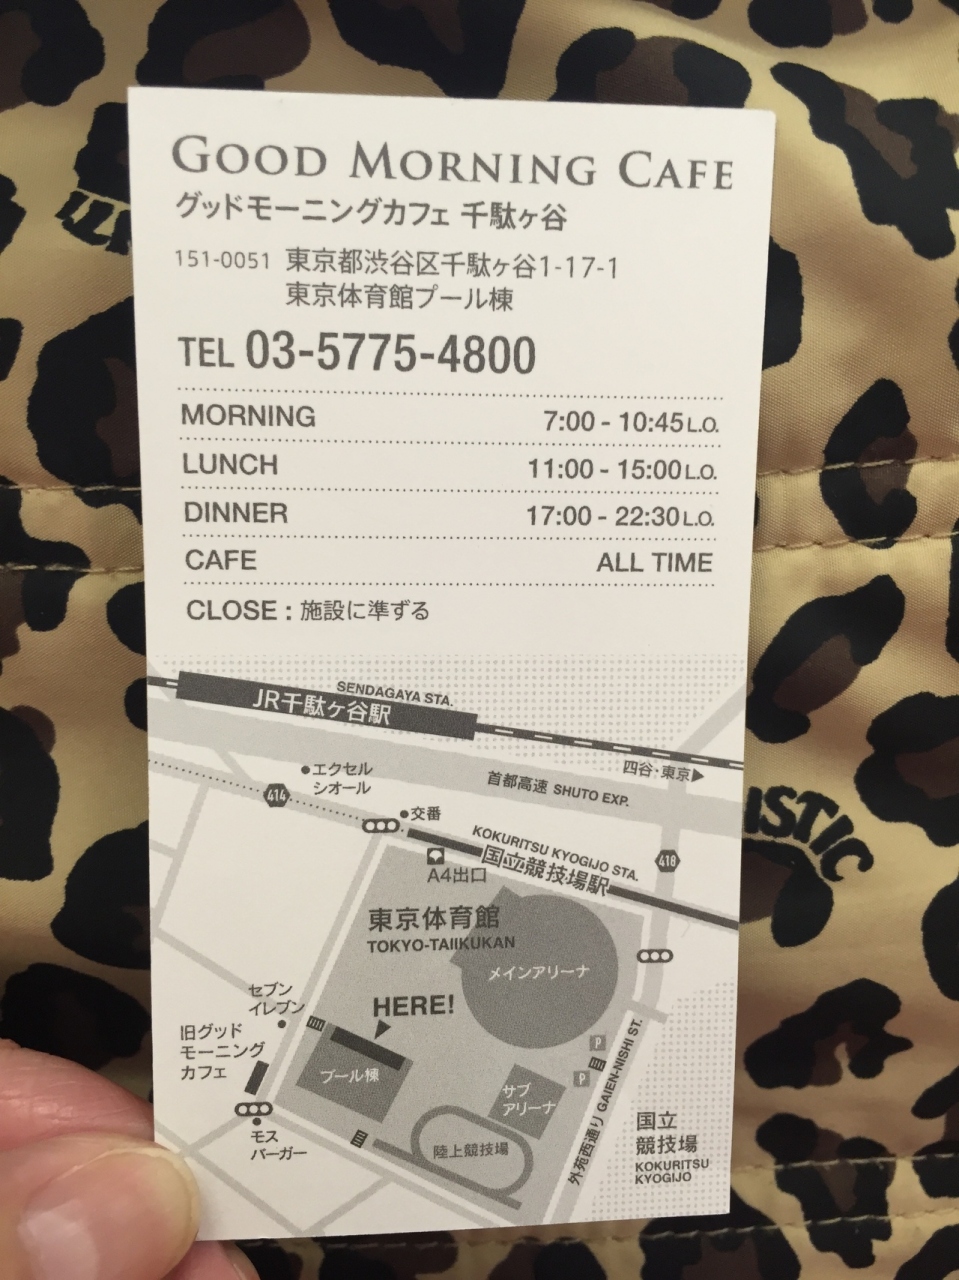 GOOD MORNING CAFE
グッドモーニングカフェ 千駄ヶ谷
151-0051 東京都渋谷区千駄ヶ谷1-17-1
東京体育館プール棟
TEL 03-5775-4800
MORNING 7:00 - 10:45 L.O.
LUNCH 11:00 - 15:00 L.O.
DINNER 17:00 - 22:30 L.O.
CAFE ALL TIME
CLOSE : 施設に準ずる
SENDAGAYA STA.
JR千駄ヶ谷駅
四谷・東京▶
エクセル
シオール
首都高速 SHUTO EXP.
414
交番
KOKURITSU KYOGIJO STA.
国立競技場駅
418
A4出口
東京体育館
TOKYO-TAIIKUKAN
メインアリーナ
セブン
イレブン
HERE!
旧グッド
モーニング
カフェ
プール棟
P
P
サブ
アリーナ
外苑西通り GAIEN-NISHI ST.
モス
バーガー
陸上競技場
国立
競技場
KOKURITSU
KYOGIJO
ISTIC